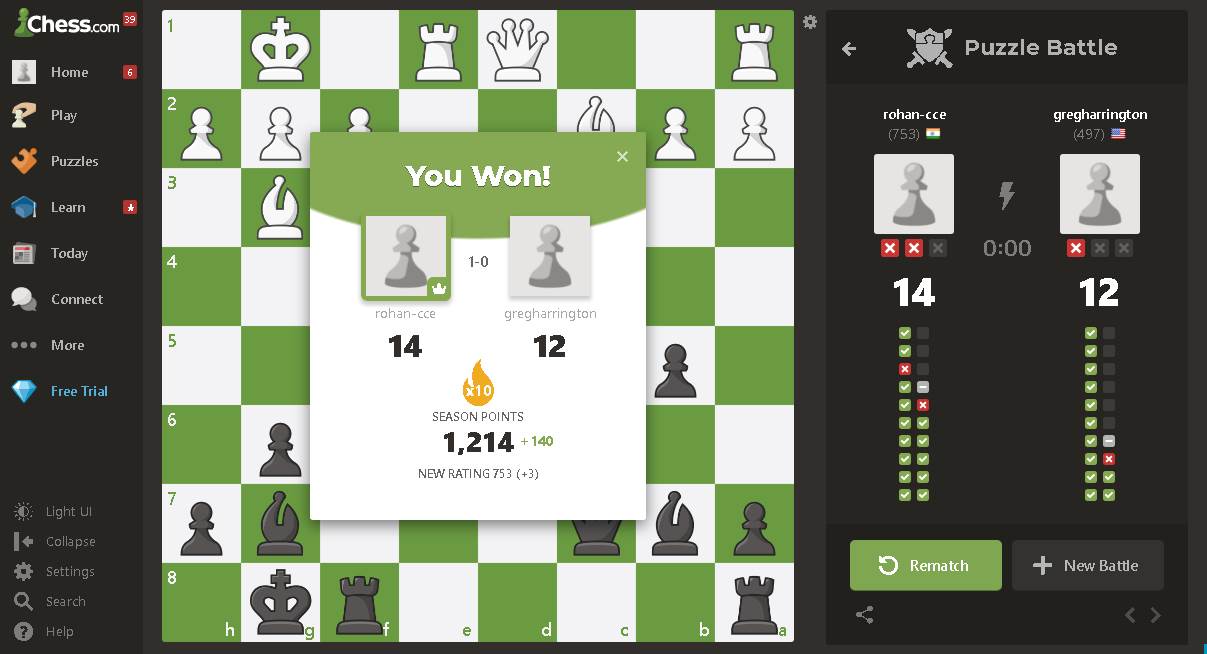 Chess.com 39
Home 6
Play
Puzzles
Learn
Today
Connect
More
Free Trial
Light UI
Collapse
Settings
Search
Help
1
2
3
4
5
6
7
8
h g f e d c b a
You Won!
1-0
rohan-cce gregharrington
14 12
x10
SEASON POINTS
1,214 +140
NEW RATING 753 (+3)
Puzzle Battle
rohan-cce gregharrington
(753) (497)
0:00
14 12
Rematch New Battle